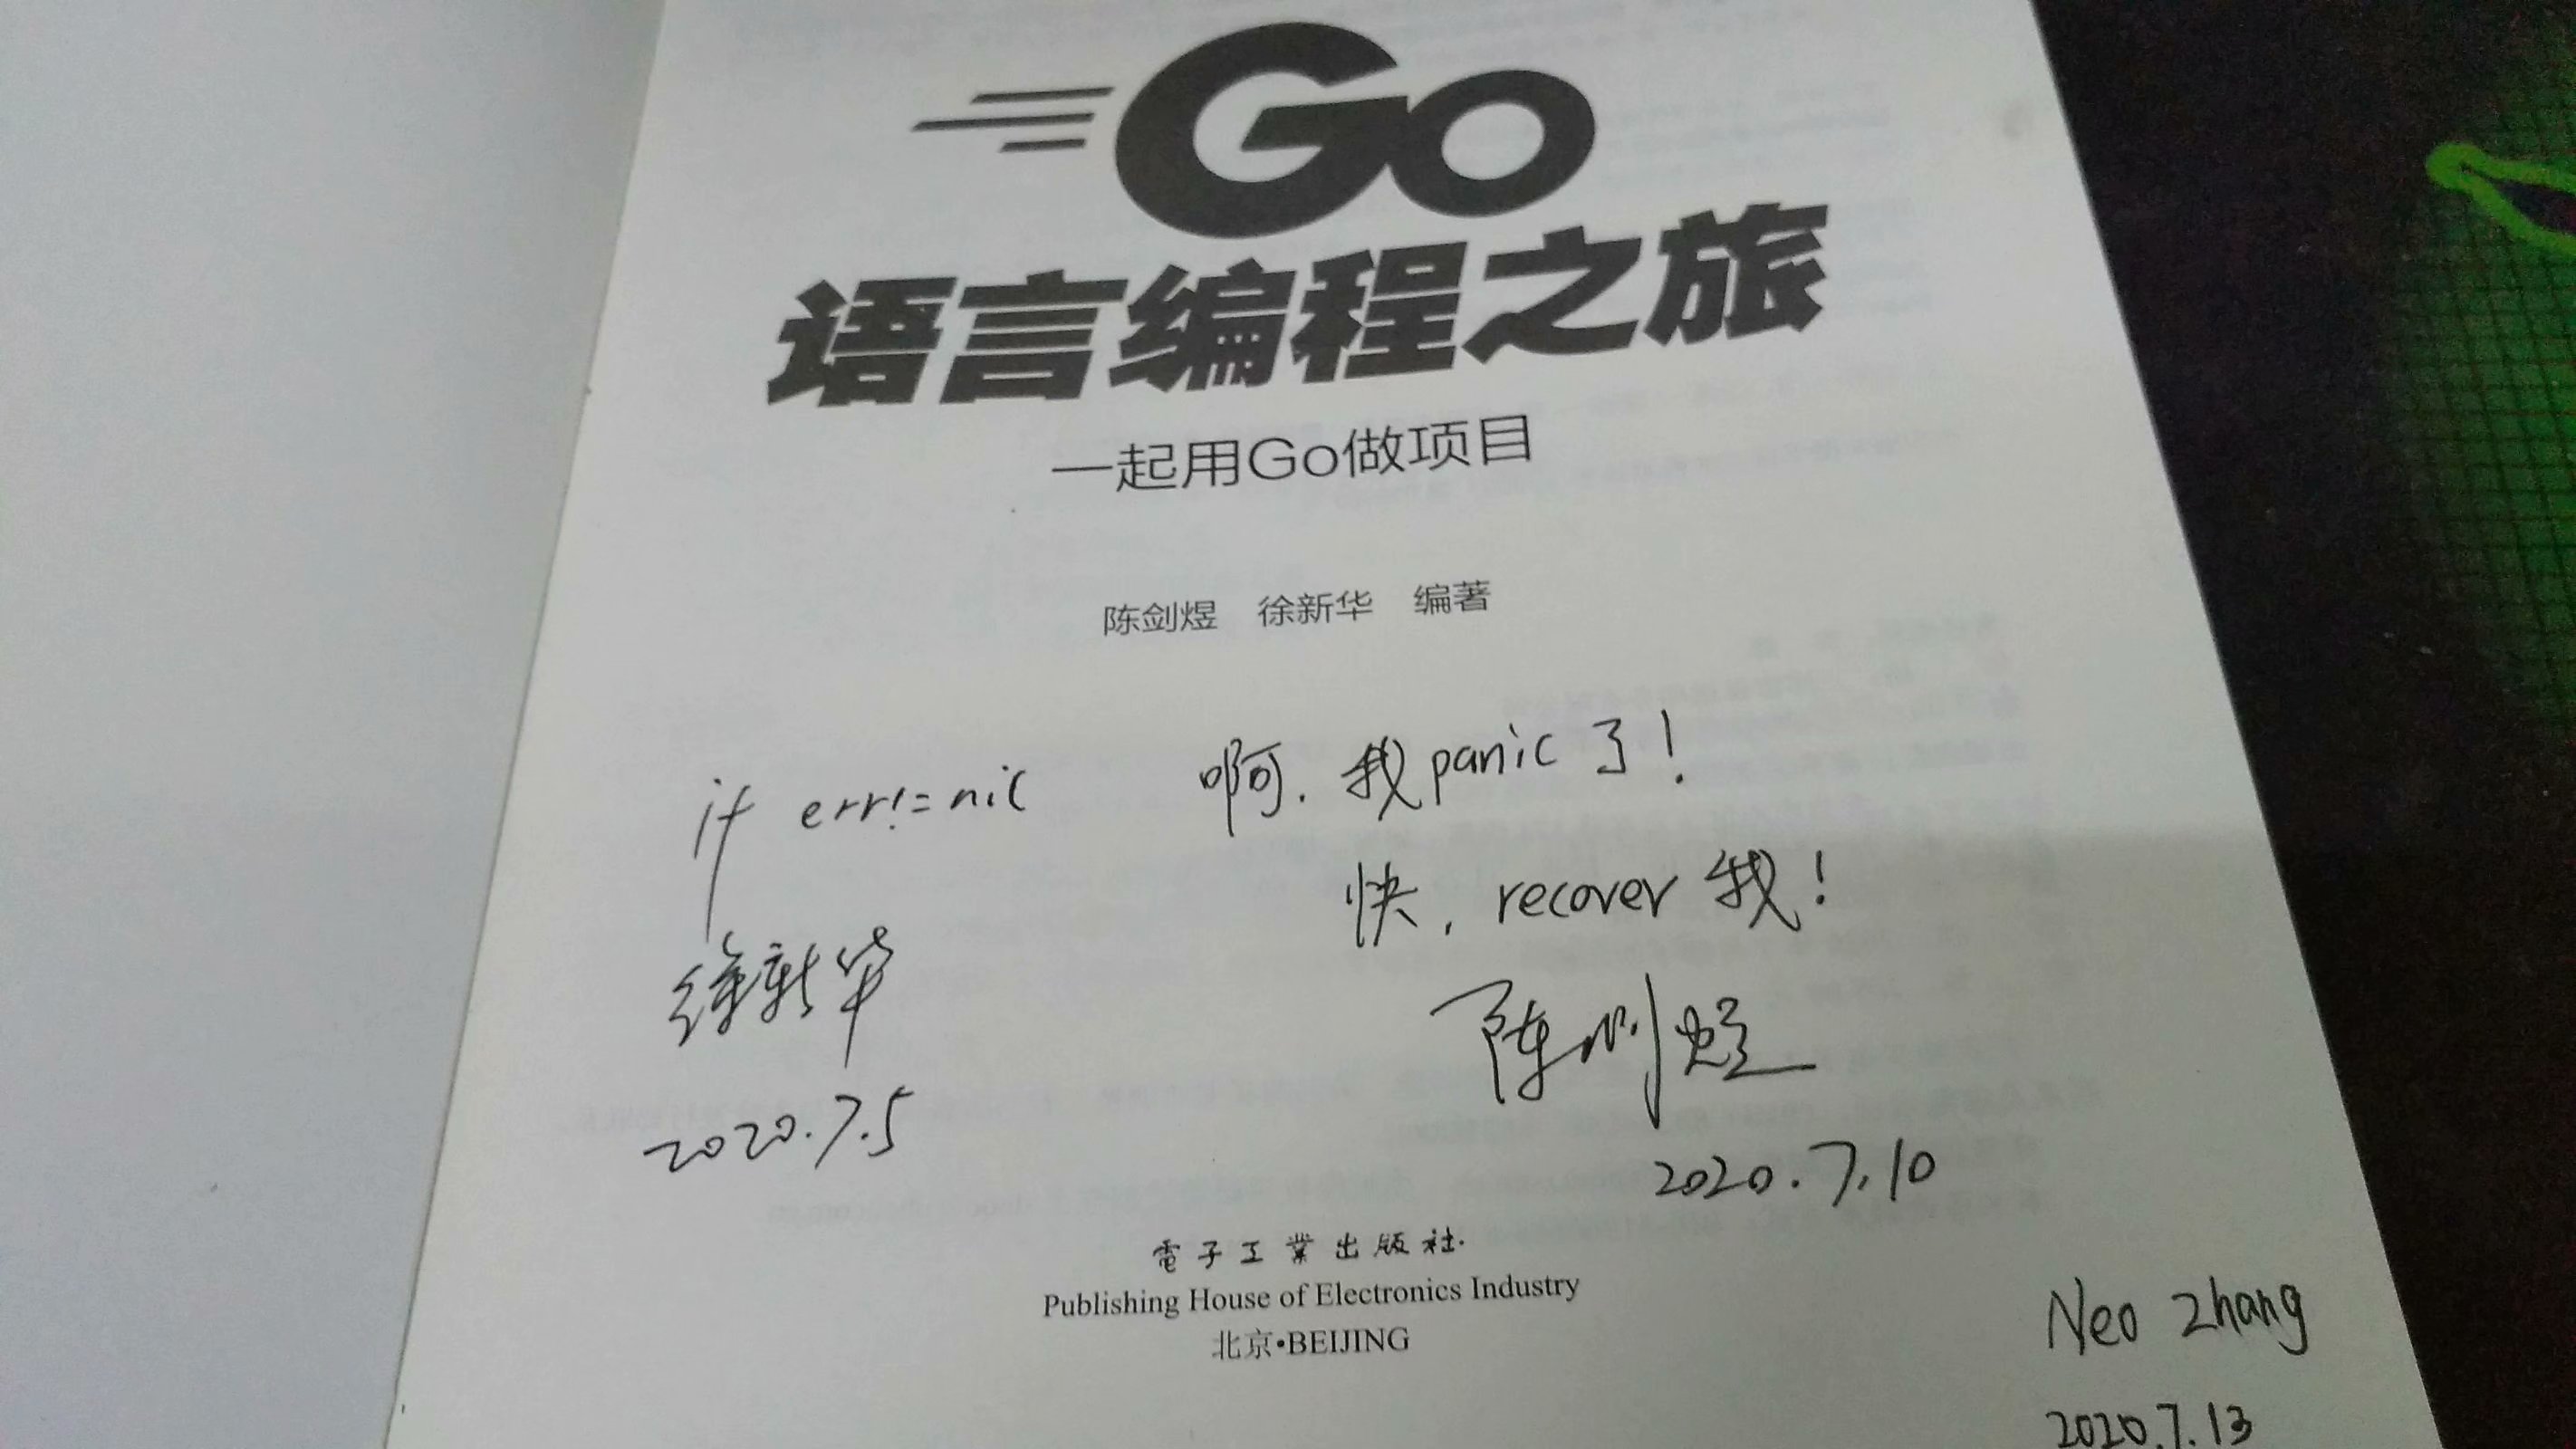 Go
语言编程之旅
一起用Go做项目
陈剑煜 徐新华 编著
if err!=nil
啊,我panic了!
快,recover我!
徐新华
2020.7.5
陈剑煜
2020.7.10
電子工業出版社.
Publishing House of Electronics Industry
北京•BEIJING
Neo Zhang
2020.7.13